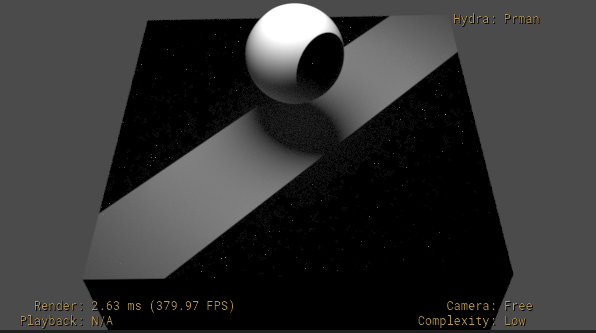 Hydra: Prman
Render: 2.63 ms (379.97 FPS)
Playback: N/A
Camera: Free
Complexity: Low